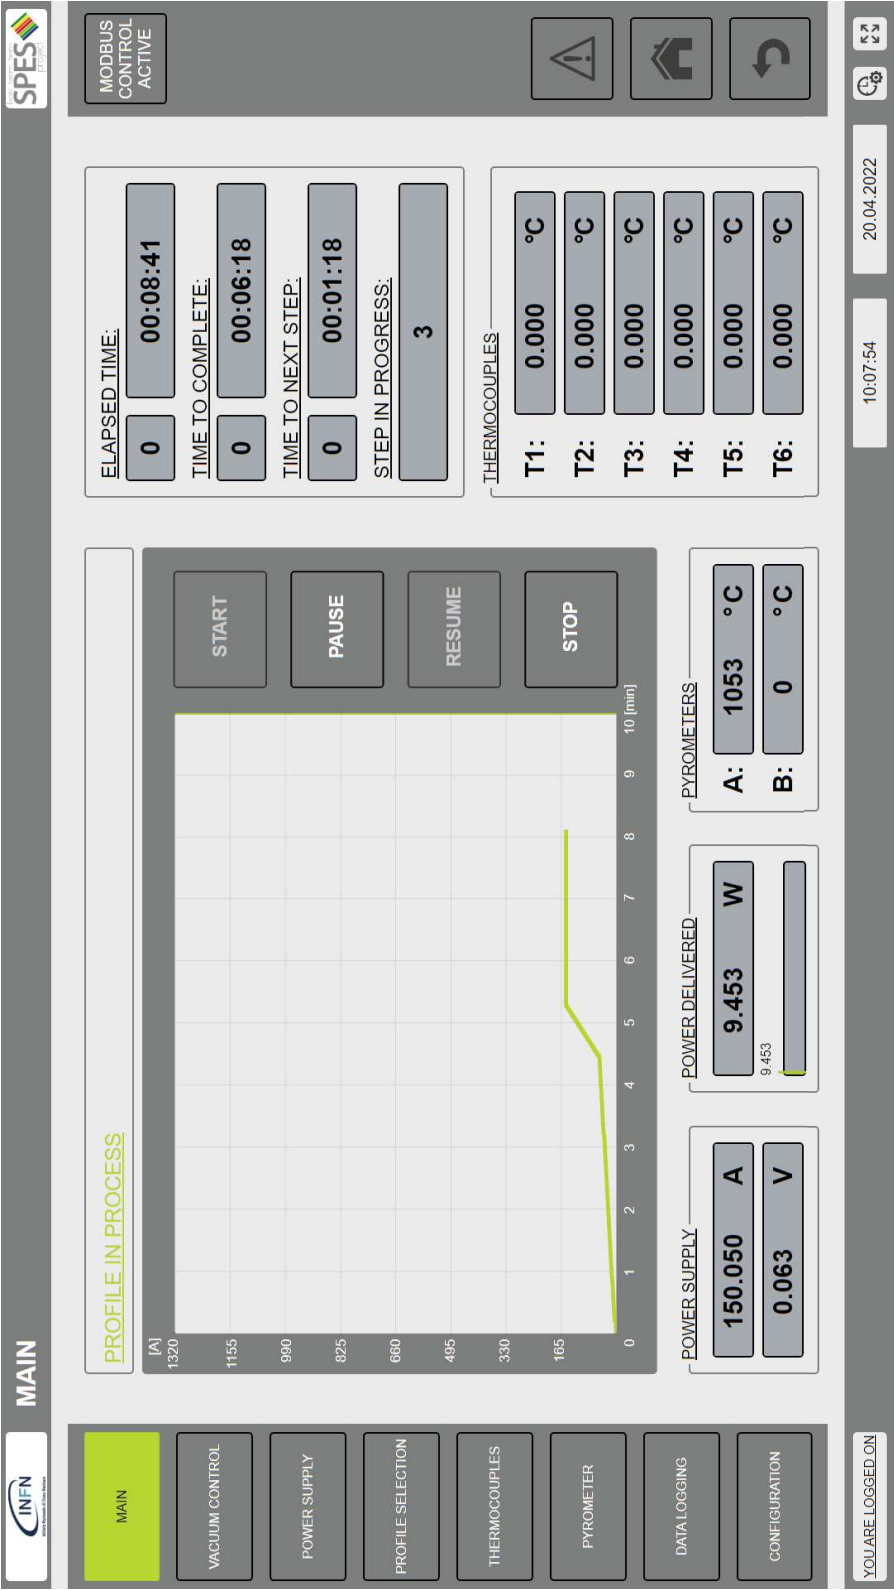 INFN
MAIN
SPES
project
MAIN
VACUUM CONTROL
POWER SUPPLY
PROFILE SELECTION
THERMOCOUPLES
PYROMETER
DATA LOGGING
CONFIGURATION
PROFILE IN PROCESS
[A]
1320
1155
990
825
660
495
330
165
0 1 2 3 4 5 6 7 8 9 10 [min]
START
PAUSE
RESUME
STOP
POWER SUPPLY
150.050 A
0.063 V
POWER DELIVERED
9.453 W
9.453
PYROMETERS
A: 1053 °C
B: 0 °C
ELAPSED TIME:
0 00:08:41
TIME TO COMPLETE:
0 00:06:18
TIME TO NEXT STEP:
0 00:01:18
STEP IN PROGRESS:
3
THERMOCOUPLES
T1: 0.000 °C
T2: 0.000 °C
T3: 0.000 °C
T4: 0.000 °C
T5: 0.000 °C
T6: 0.000 °C
MODBUS
CONTROL
ACTIVE
YOU ARE LOGGED ON
10:07:54
20.04.2022